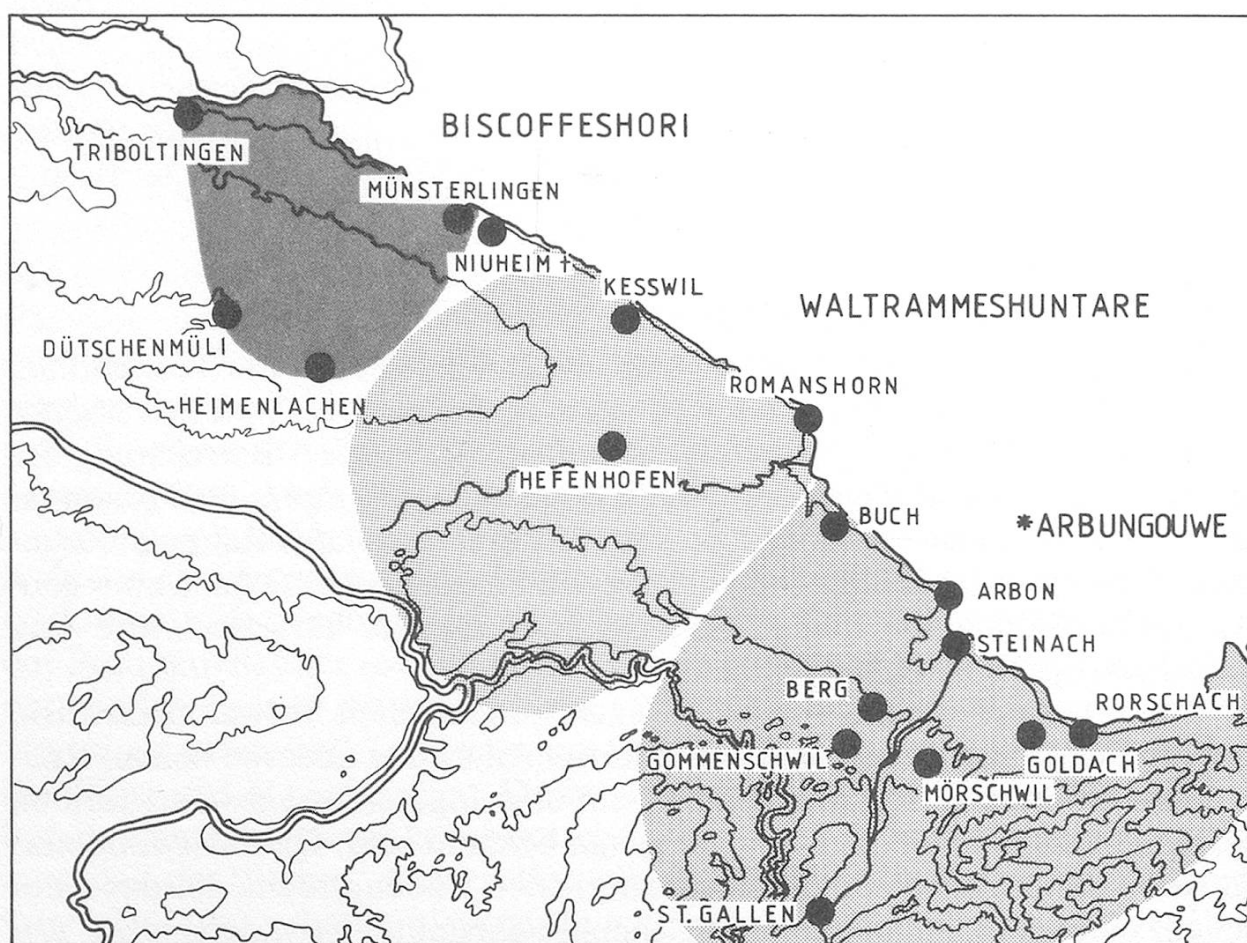 BISCOFFESHORI
TRIBOLTINGEN
MÜNSTERLINGEN
NIUHEIM †
KESSWIL
WALTRAMMESHUNTARE
DÜTSCHENMÜLI
ROMANSHORN
HEIMENLACHEN
HEFENHOFEN
BUCH
*ARBUNGOUWE
ARBON
STEINACH
BERG
RORSCHACH
GOMMENSCHWIL
GOLDACH
MÖRSCHWIL
ST. GALLEN